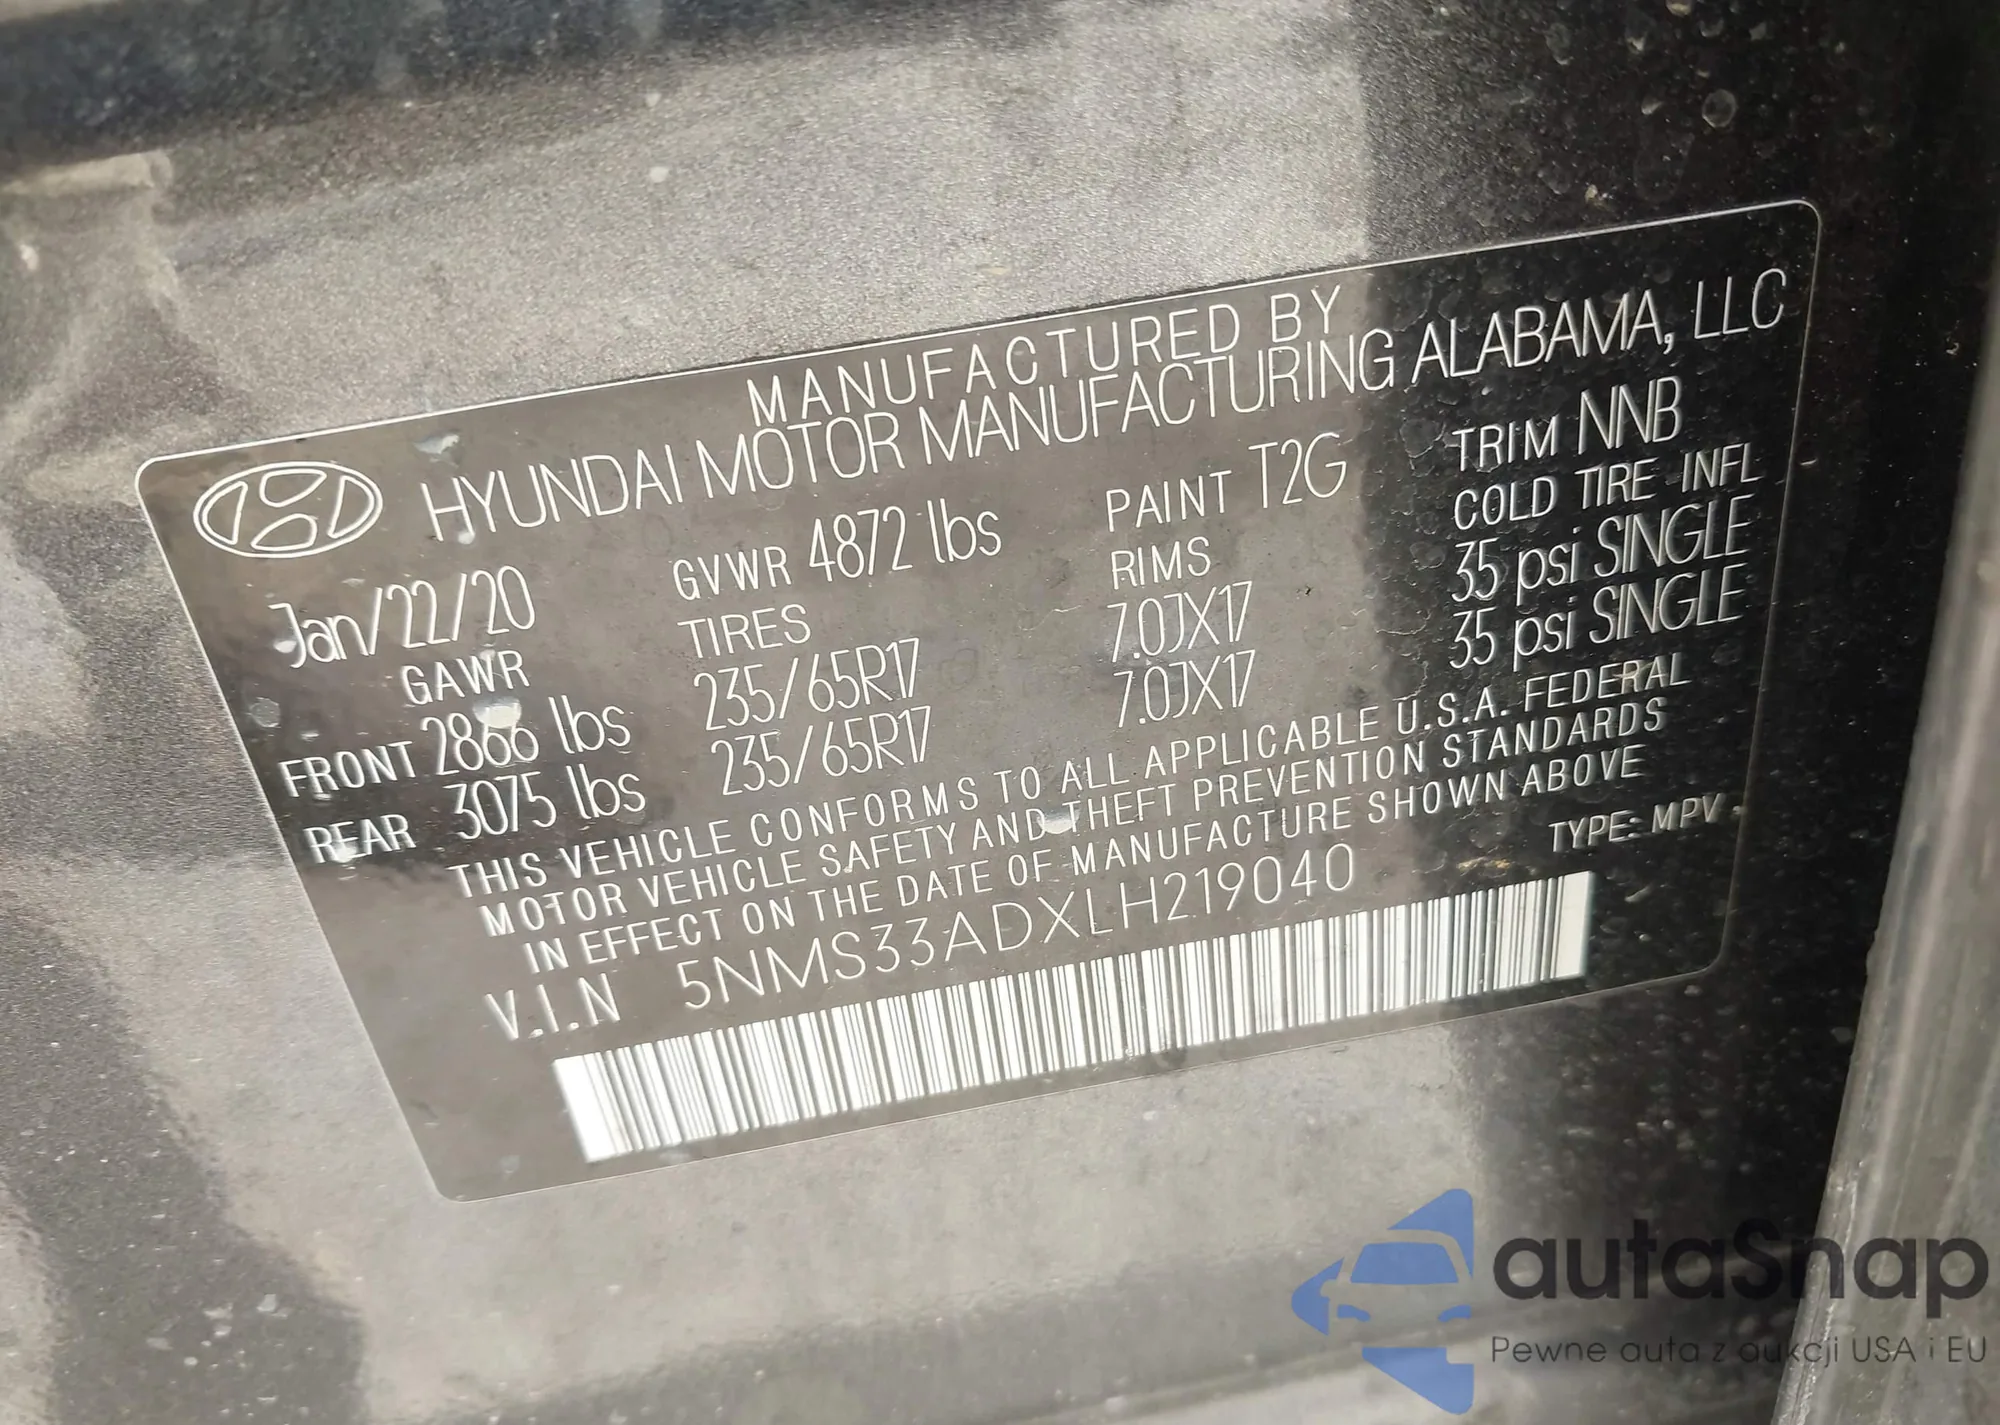 MANUFACTURED BY
HYUNDAI MOTOR MANUFACTURING ALABAMA, LLC
Jan/22/20 GVWR 4872 lbs PAINT T2G TRIM NNB
GAWR TIRES RIMS COLD TIRE INFL
FRONT 2866 lbs 235/65R17 7.0JX17 35 psi SINGLE
REAR 3075 lbs 235/65R17 7.0JX17 35 psi SINGLE
THIS VEHICLE CONFORMS TO ALL APPLICABLE U.S.A. FEDERAL
MOTOR VEHICLE SAFETY AND THEFT PREVENTION STANDARDS
IN EFFECT ON THE DATE OF MANUFACTURE SHOWN ABOVE
V.I.N 5NMS33ADXLH219040 TYPE: MPV
autaSnap
Pewne auta z aukcji USA i EU